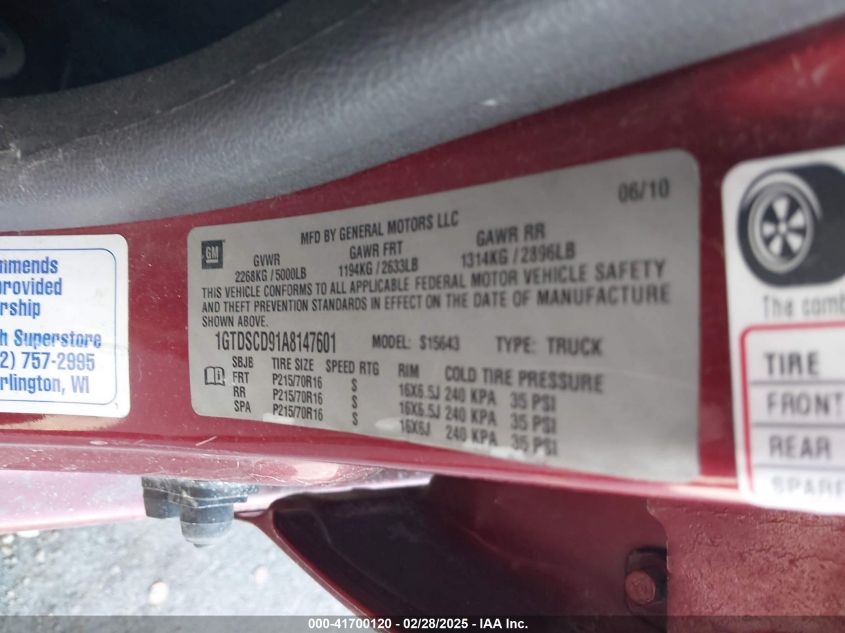 mmends
provided
ership
h Superstore
2) 757-2995
rlington, WI
GM
06/10
MFD BY GENERAL MOTORS LLC
GVWR GAWR FRT GAWR RR
2268KG / 5000LB 1194KG / 2633LB 1314KG / 2896LB
THIS VEHICLE CONFORMS TO ALL APPLICABLE FEDERAL MOTOR VEHICLE SAFETY
AND THEFT PREVENTION STANDARDS IN EFFECT ON THE DATE OF MANUFACTURE
SHOWN ABOVE.
1GTDSCD91A8147601 MODEL: S15643 TYPE: TRUCK
SBJB TIRE SIZE SPEED RTG RIM COLD TIRE PRESSURE
FRT P215/70R16 S 16X6.5J 240 KPA 35 PSI
RR P215/70R16 S 16X6.5J 240 KPA 35 PSI
SPA P215/70R16 S 16X6J 240 KPA 35 PSI
The comb
TIRE
FRONT
REAR
SPARE
000-41700120 - 02/28/2025 - IAA Inc.